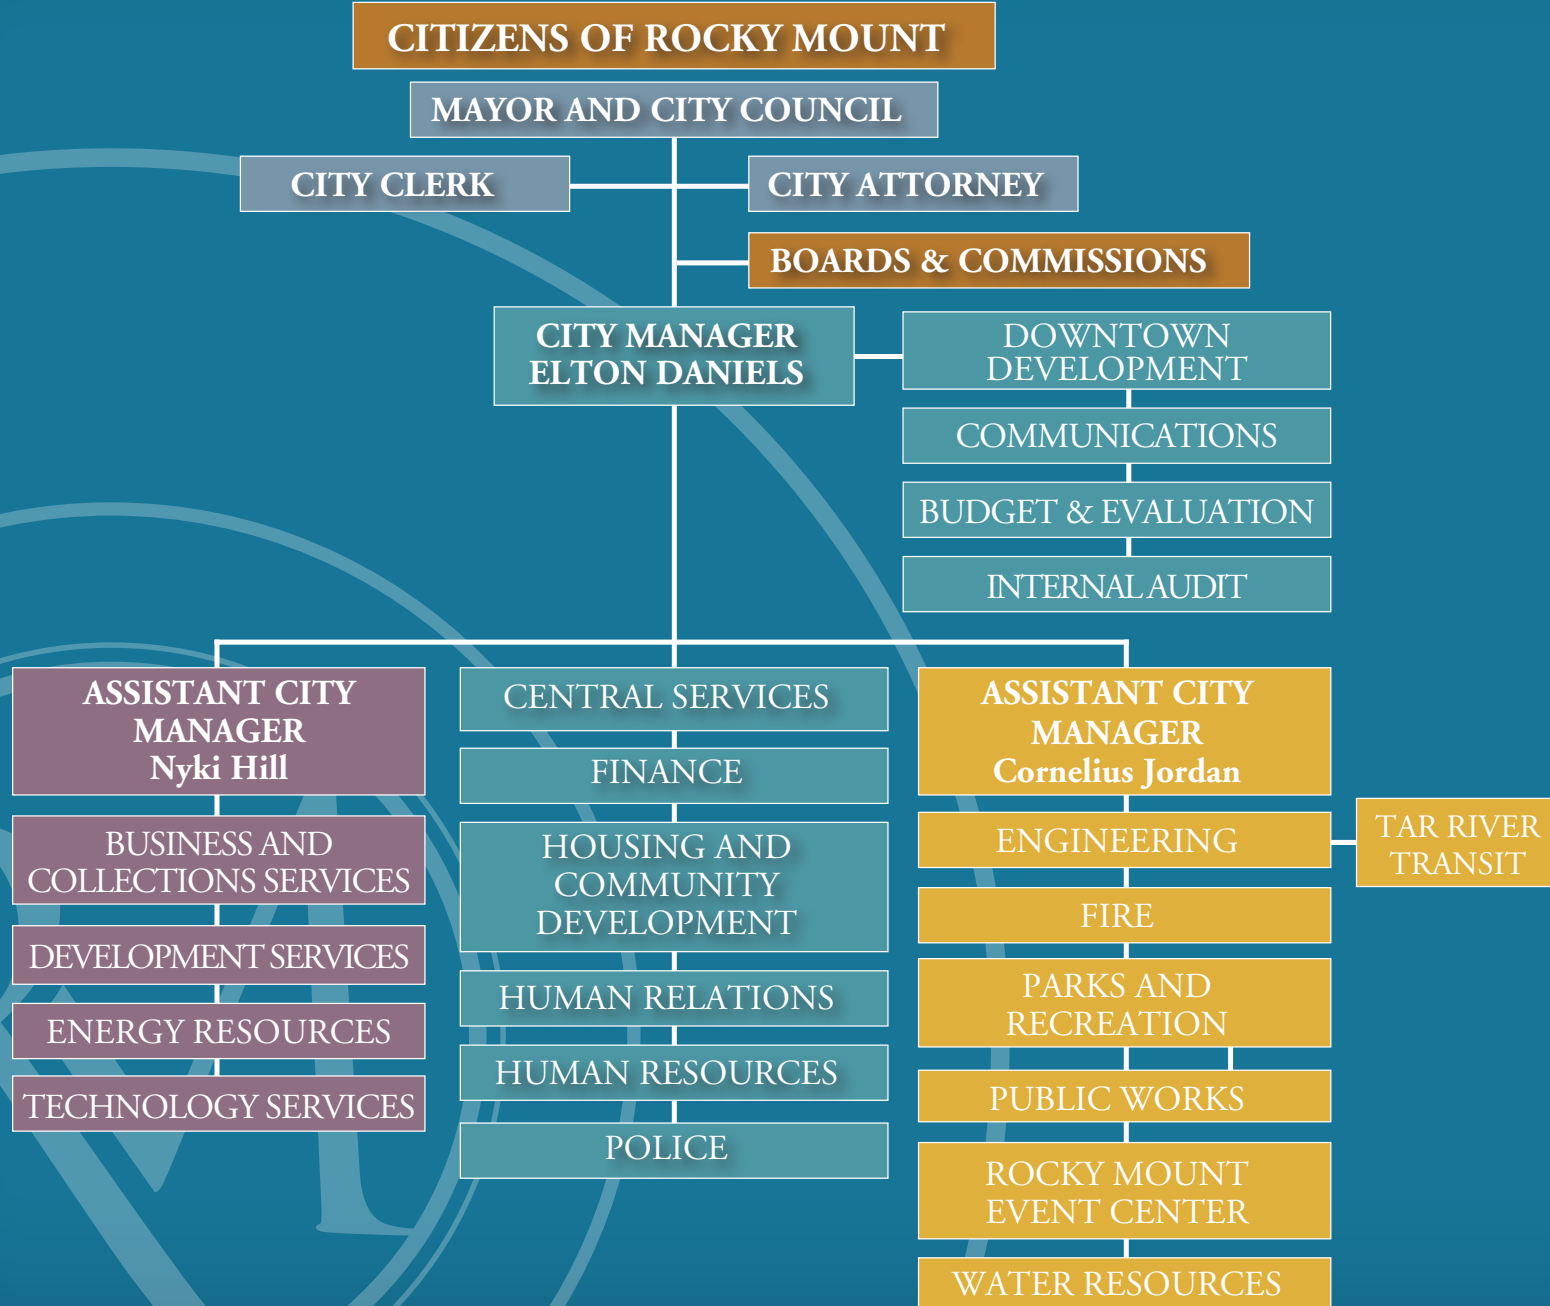 CITIZENS OF ROCKY MOUNT
MAYOR AND CITY COUNCIL
CITY CLERK
CITY ATTORNEY
BOARDS & COMMISSIONS
CITY MANAGER
ELTON DANIELS
DOWNTOWN
DEVELOPMENT
COMMUNICATIONS
BUDGET & EVALUATION
INTERNAL AUDIT
ASSISTANT CITY
MANAGER
Nyki Hill
BUSINESS AND
COLLECTIONS SERVICES
DEVELOPMENT SERVICES
ENERGY RESOURCES
TECHNOLOGY SERVICES
CENTRAL SERVICES
FINANCE
HOUSING AND
COMMUNITY
DEVELOPMENT
HUMAN RELATIONS
HUMAN RESOURCES
POLICE
ASSISTANT CITY
MANAGER
Cornelius Jordan
ENGINEERING
TAR RIVER
TRANSIT
FIRE
PARKS AND
RECREATION
PUBLIC WORKS
ROCKY MOUNT
EVENT CENTER
WATER RESOURCES